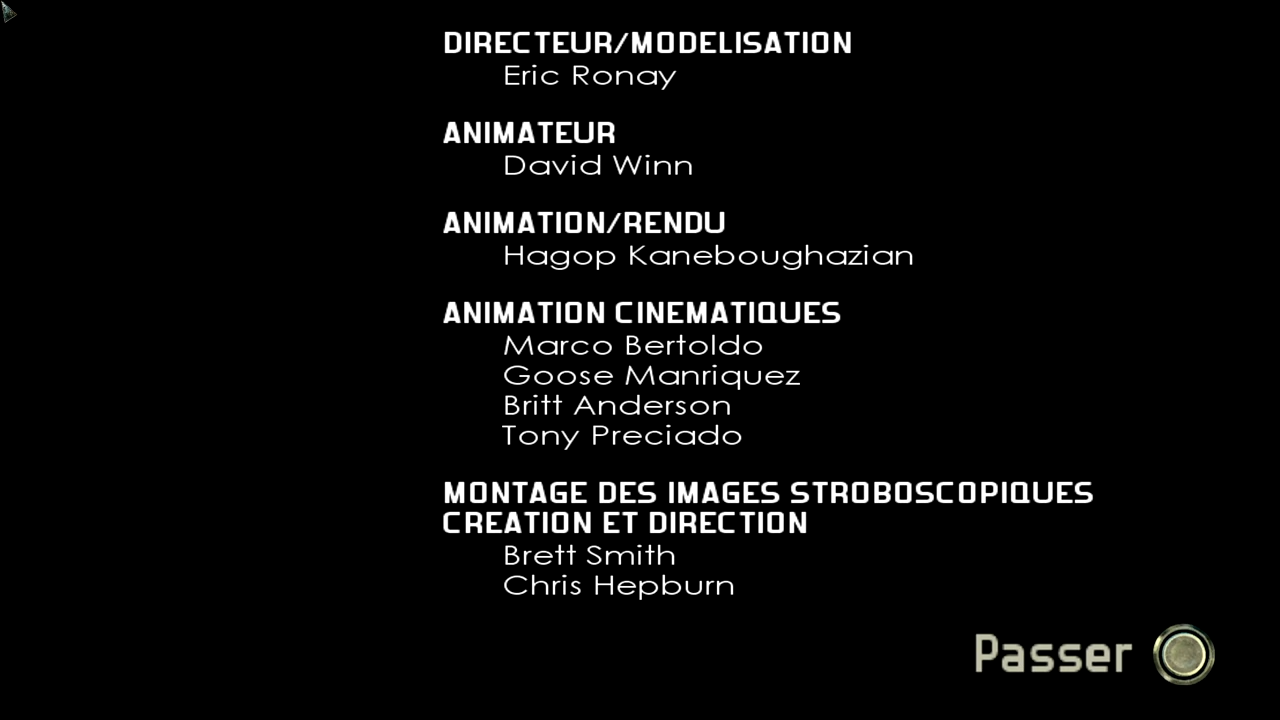 DIRECTEUR/MODELISATION
Eric Ronay
ANIMATEUR
David Winn
ANIMATION/RENDU
Hagop Kaneboughazian
ANIMATION CINEMATIQUES
Marco Bertoldo
Goose Manriquez
Britt Anderson
Tony Preciado
MONTAGE DES IMAGES STROBOSCOPIQUES
CREATION ET DIRECTION
Brett Smith
Chris Hepburn
Passer